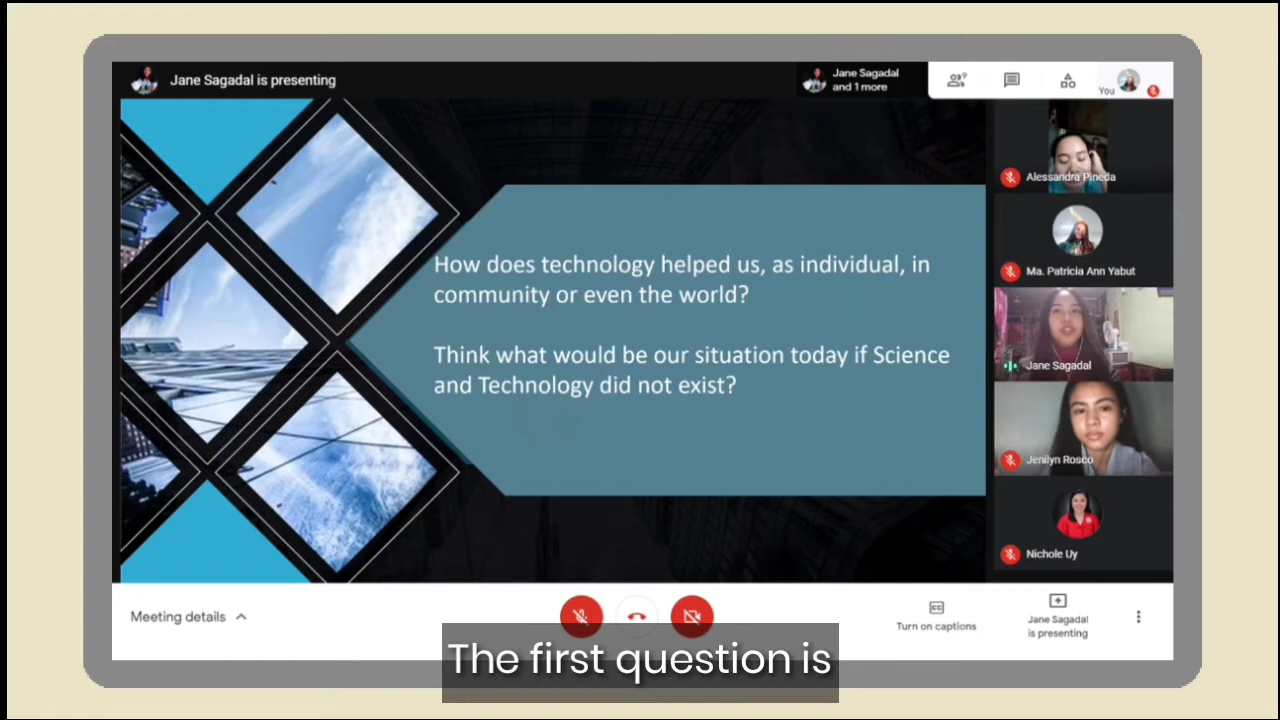 Jane Sagadal is presenting
Jane Sagadal
and 1 more
9
You
How does technology helped us, as individual, in
community or even the world?
Think what would be our situation today if Science
and Technology did not exist?
Alessandra Pineda
Ma. Patricia Ann Yabut
Jane Sagadal
Jenilyn Rosco
Nichole Uy
Meeting details
Turn on captions
Jane Sagadal
is presenting
The first question is